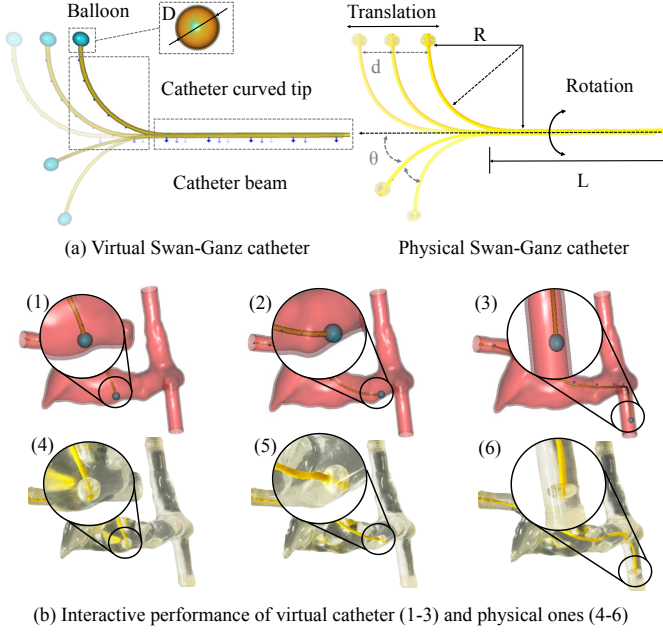 Balloon
D
Catheter curved tip
Catheter beam
(a) Virtual Swan-Ganz catheter
Translation
d
R
Rotation
θ
L
Physical Swan-Ganz catheter
(1)
(2)
(3)
(4)
(5)
(6)
(b) Interactive performance of virtual catheter (1-3) and physical ones (4-6)